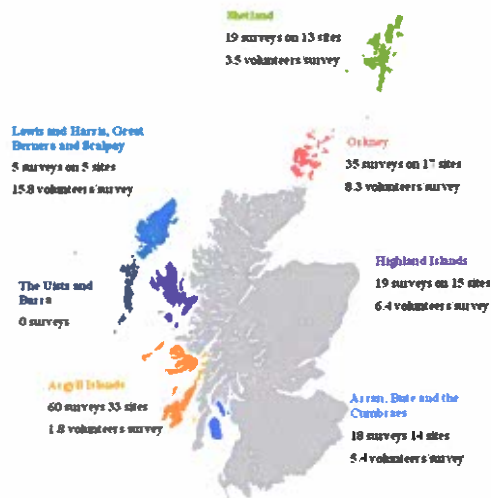 Shetland
19 surveys on 13 sites
3.5 volunteers/survey
Lewis and Harris, Great
Bernera and Scalpay
5 surveys on 5 sites
15.8 volunteers/survey
Orkney
35 surveys on 17 sites
8.3 volunteers/survey
The Uists and
Barra
0 surveys
Highland Islands
19 surveys on 15 sites
6.4 volunteers/survey
Argyll Islands
60 surveys 33 sites
1.8 volunteers survey
Arran, Bute and the
Cumbraes
18 surveys 14 sites
5.4 volunteers/survey